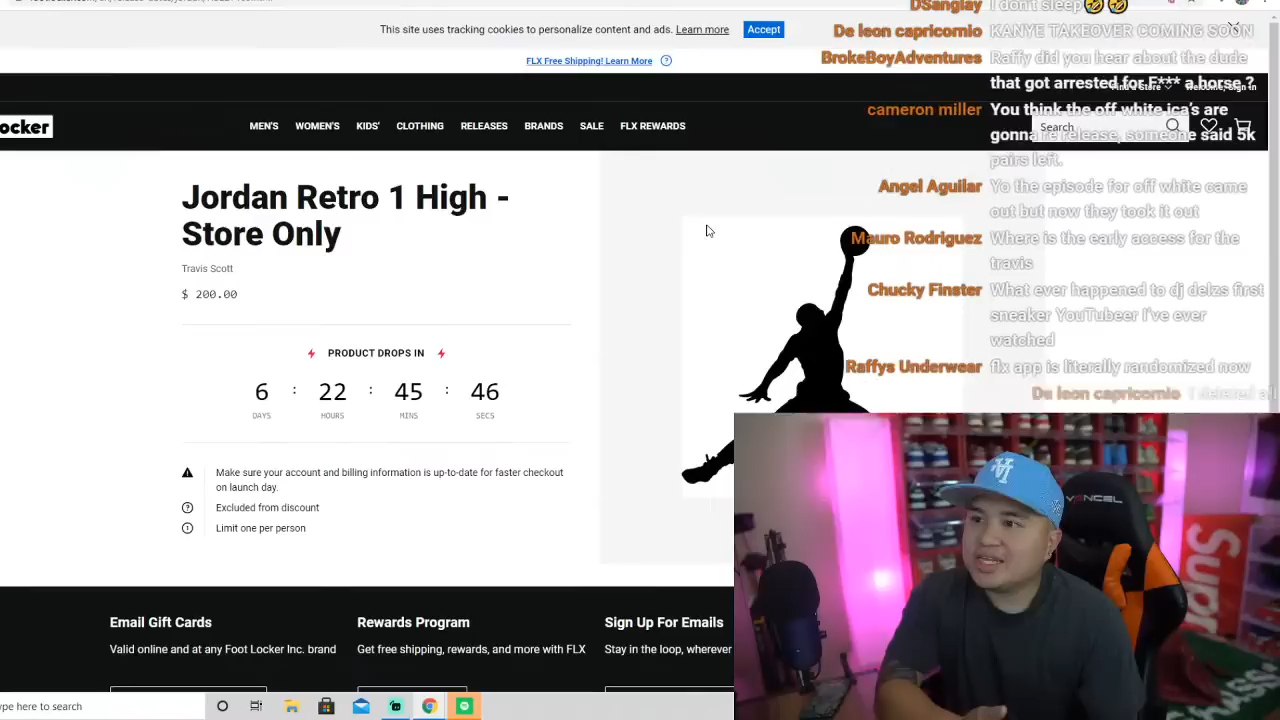 This site uses tracking cookies to personalize content and ads. Learn more
Accept
FLX Free Shipping! Learn More
ocker
MEN'S WOMEN'S KIDS' CLOTHING RELEASES BRANDS SALE FLX REWARDS
Search
Jordan Retro 1 High -
Store Only
Travis Scott
$ 200.00
PRODUCT DROPS IN
6 : 22 : 45 : 46
DAYS HOURS MINS SECS
Make sure your account and billing information is up-to-date for faster checkout
on launch day.
Excluded from discount
Limit one per person
DSanglay I don't sleep🤣🤣
De leon capricornio KANYE TAKEOVER COMING SOON
BrokeBoyAdventures Raffy did you hear about the dude
that got arrested for F*** a horse ?
cameron miller You think the off white ica's are
gonna re release, someone said 5k
pairs left.
Angel Aguilar Yo the episode for off white came
out but now they took it out
Mauro Rodriguez Where is the early access for the
travis
Chucky Finster What ever happened to dj delzs first
sneaker YouTubeer I've ever
watched
Raffys Underwear flx app is literally randomized now
De leon capricornio I deleted all
VANCEL
Supr
Email Gift Cards
Valid online and at any Foot Locker Inc. brand
Rewards Program
Get free shipping, rewards, and more with FLX
Sign Up For Emails
Stay in the loop, wherever
ype here to search